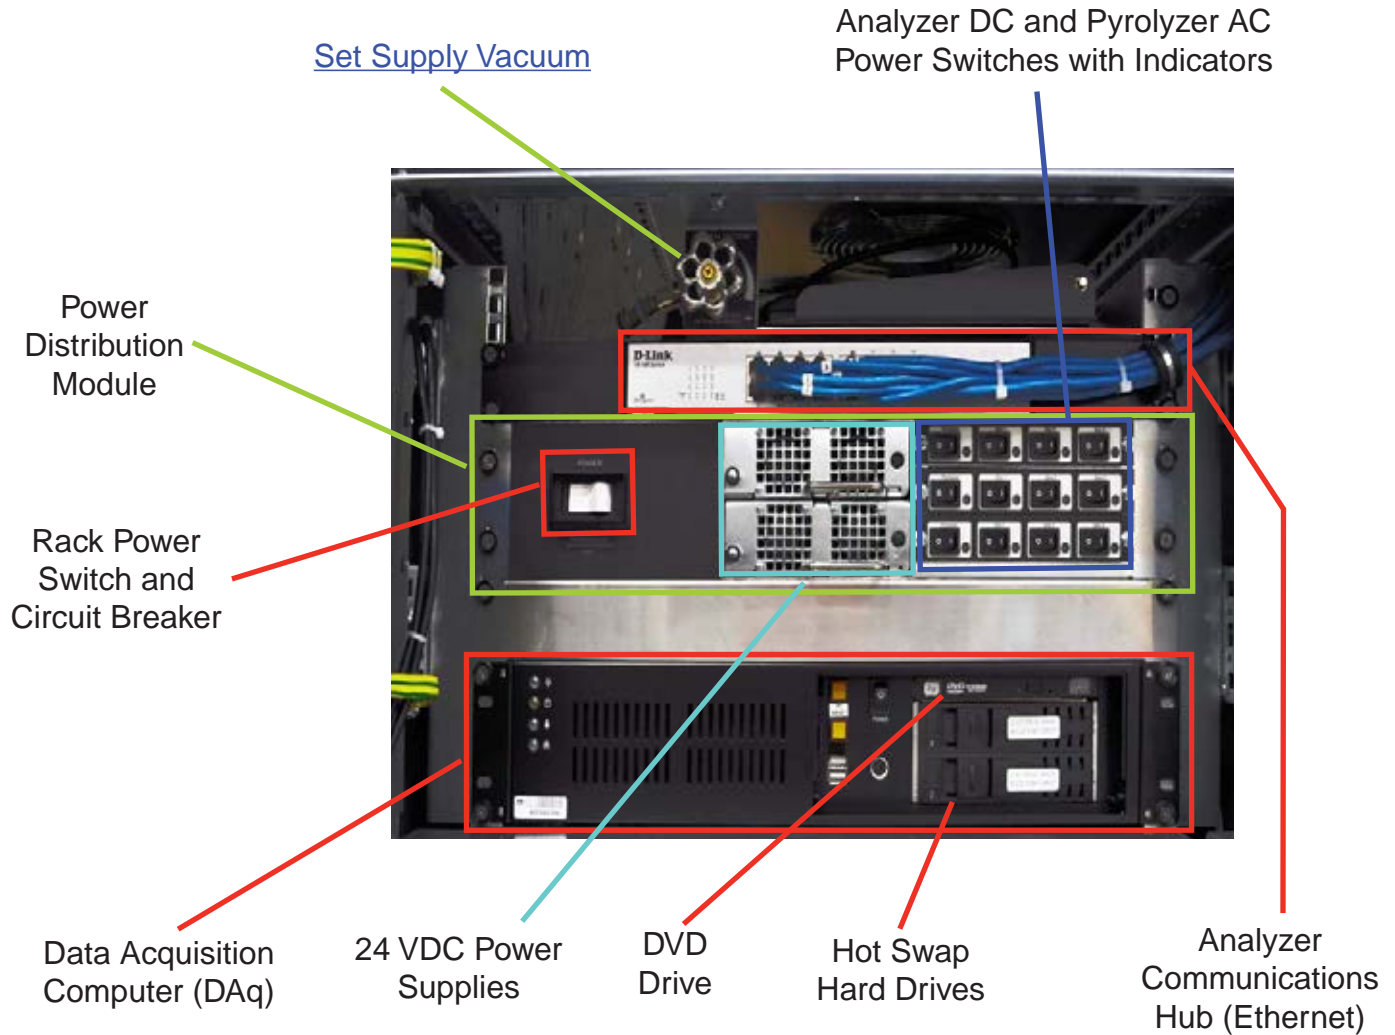 Analyzer DC and Pyrolyzer AC
Power Switches with Indicators
Set Supply Vacuum
Power
Distribution
Module
D-Link
POWER
Rack Power
Switch and
Circuit Breaker
Data Acquisition
Computer (DAq)
24 VDC Power
Supplies
DVD
Drive
Hot Swap
Hard Drives
Analyzer
Communications
Hub (Ethernet)